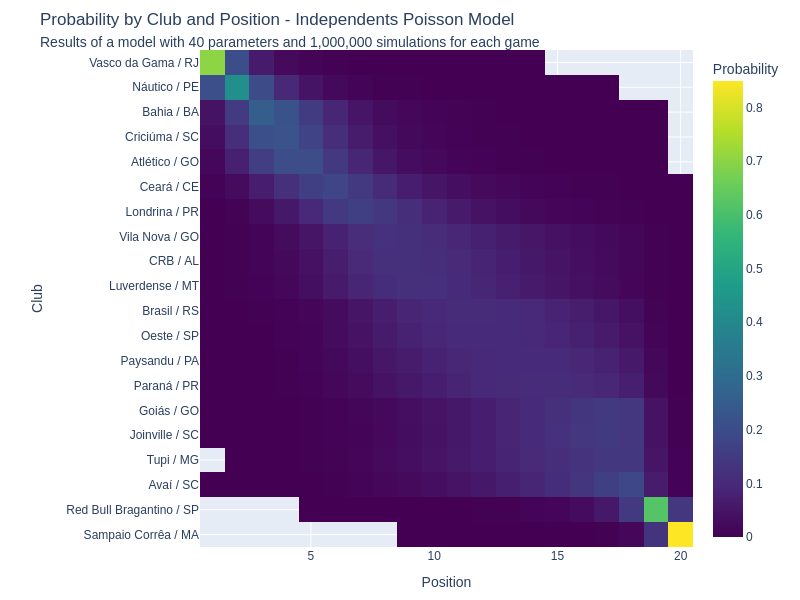 Probability by Club and Position - Independents Poisson Model
Results of a model with 40 parameters and 1,000,000 simulations for each game
Probability
Vasco da Gama / RJ
Náutico / PE
Bahia / BA
Criciúma / SC
Atlético / GO
Ceará / CE
Londrina / PR
Vila Nova / GO
CRB / AL
Luverdense / MT
Brasil / RS
Oeste / SP
Paysandu / PA
Paraná / PR
Goiás / GO
Joinville / SC
Tupi / MG
Avaí / SC
Red Bull Bragantino / SP
Sampaio Corrêa / MA
Club
5
10
15
20
Position
0.8
0.7
0.6
0.5
0.4
0.3
0.2
0.1
0